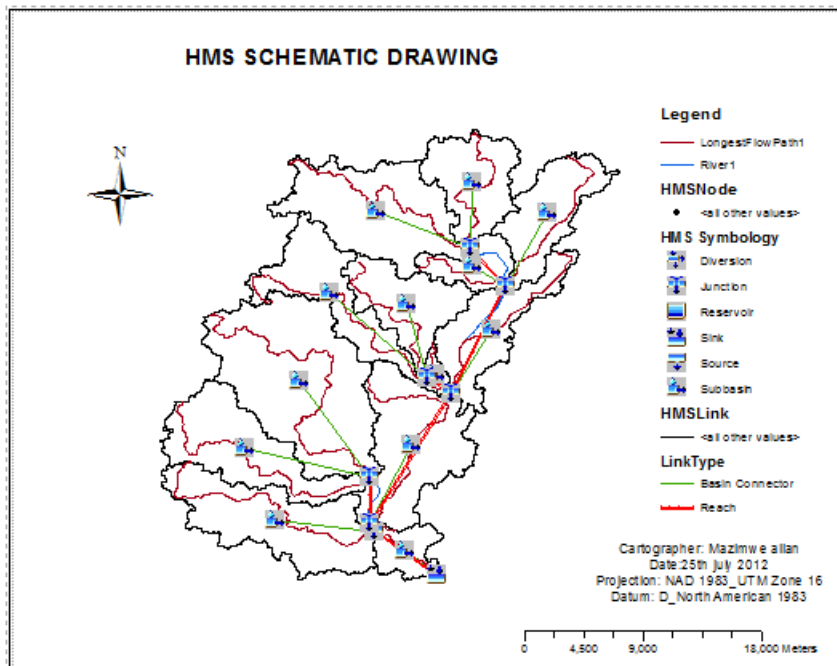 HMS SCHEMATIC DRAWING
N
Legend
LongestFlowPath1
River1
HMSNode
<all other values>
HMS Symbology
Diversion
Junction
Reservoir
Sink
Source
Subbasin
HMSLink
<all other values>
LinkType
Basin Connector
Reach
Cartographer: Mazimwe allan
Date:25th july 2012
Projection: NAD 1983_UTM Zone 16
Datum: D_North American 1983
0 4,500 9,000 18,000 Meters